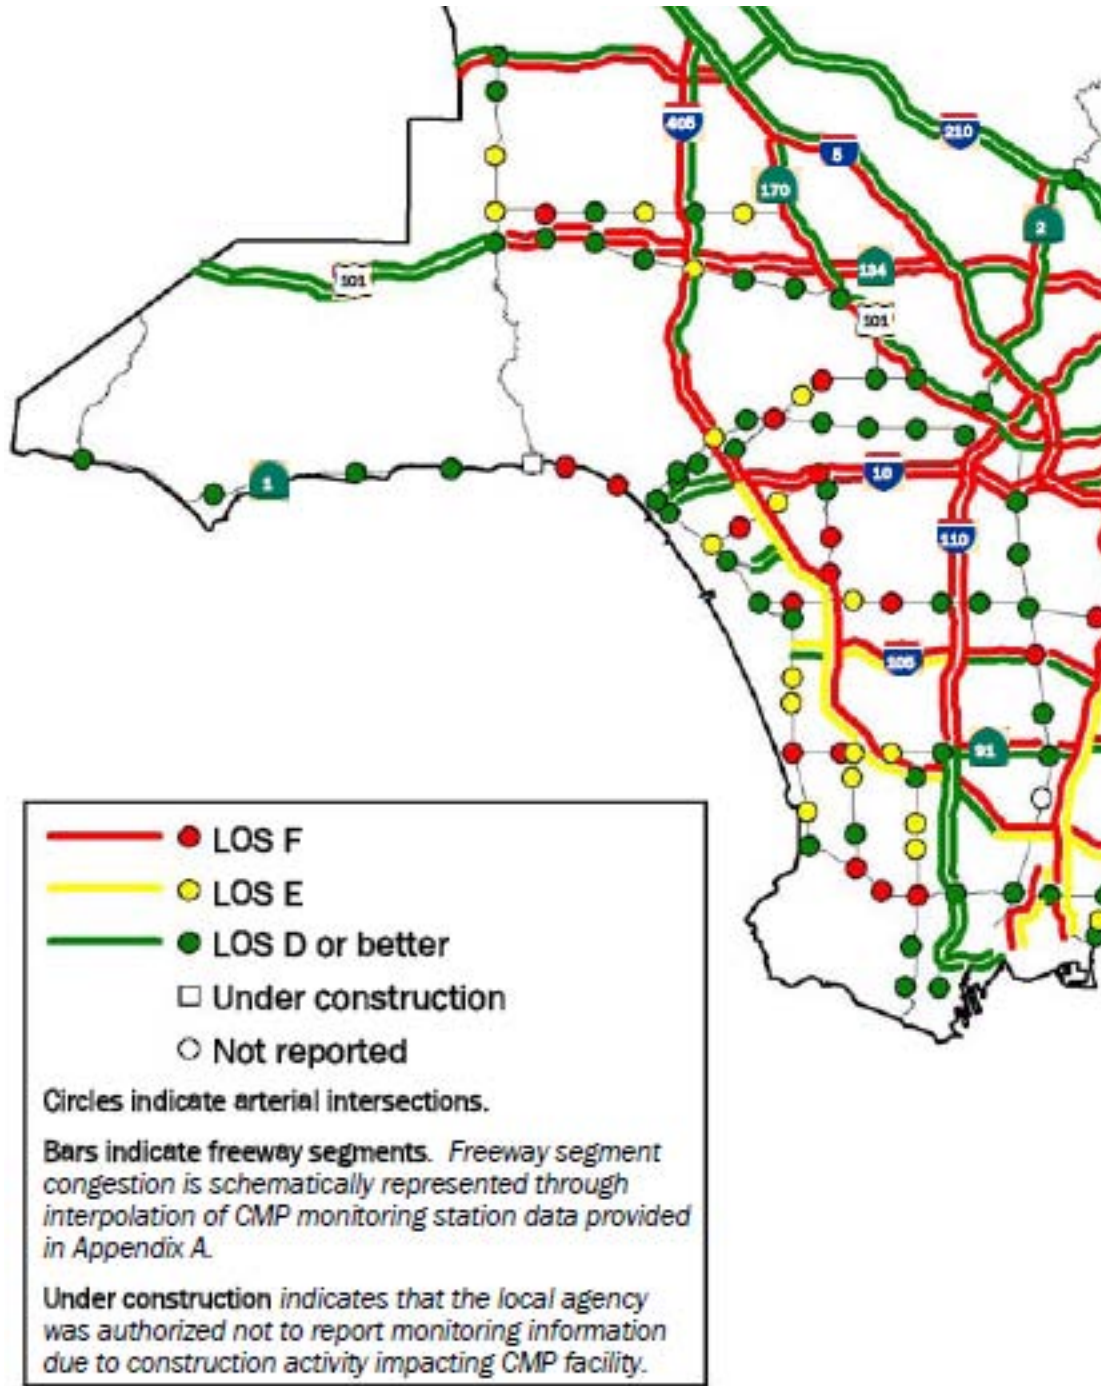 405
210
5
170
2
134
101
101
10
1
110
105
91
LOS F
LOS E
LOS D or better
Under construction
Not reported
Circles indicate arterial intersections.
Bars indicate freeway segments. Freeway segment
congestion is schematically represented through
interpolation of CMP monitoring station data provided
in Appendix A.
Under construction indicates that the local agency
was authorized not to report monitoring information
due to construction activity impacting CMP facility.